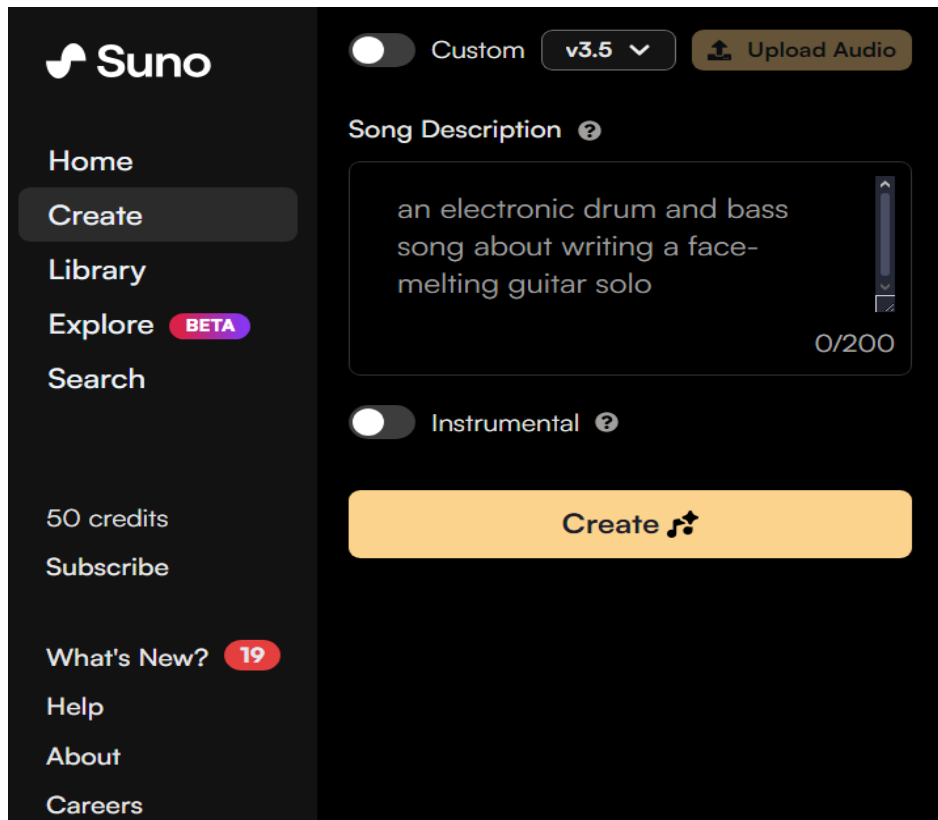 Suno
Home
Create
Library
Explore BETA
Search
50 credits
Subscribe
What's New? 19
Help
About
Careers
Custom v3.5 Upload Audio
Song Description ?
an electronic drum and bass
song about writing a face-
melting guitar solo
0/200
Instrumental ?
Create